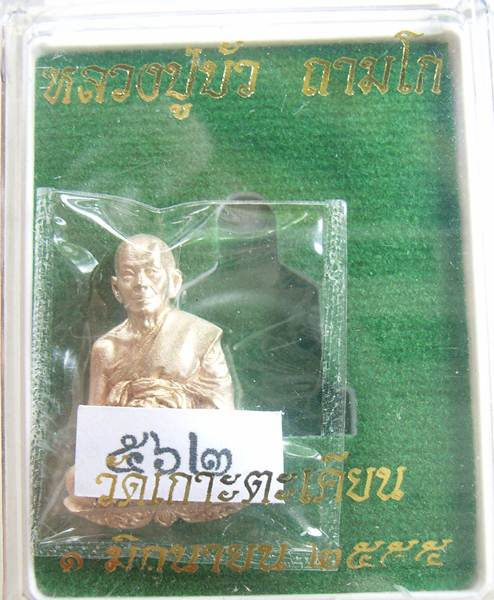 หลวงปู่บัว ถามโก
๕๖๒
วัดเกาะตะเคียน
๑ มิถุนายน ๒๕๕๕